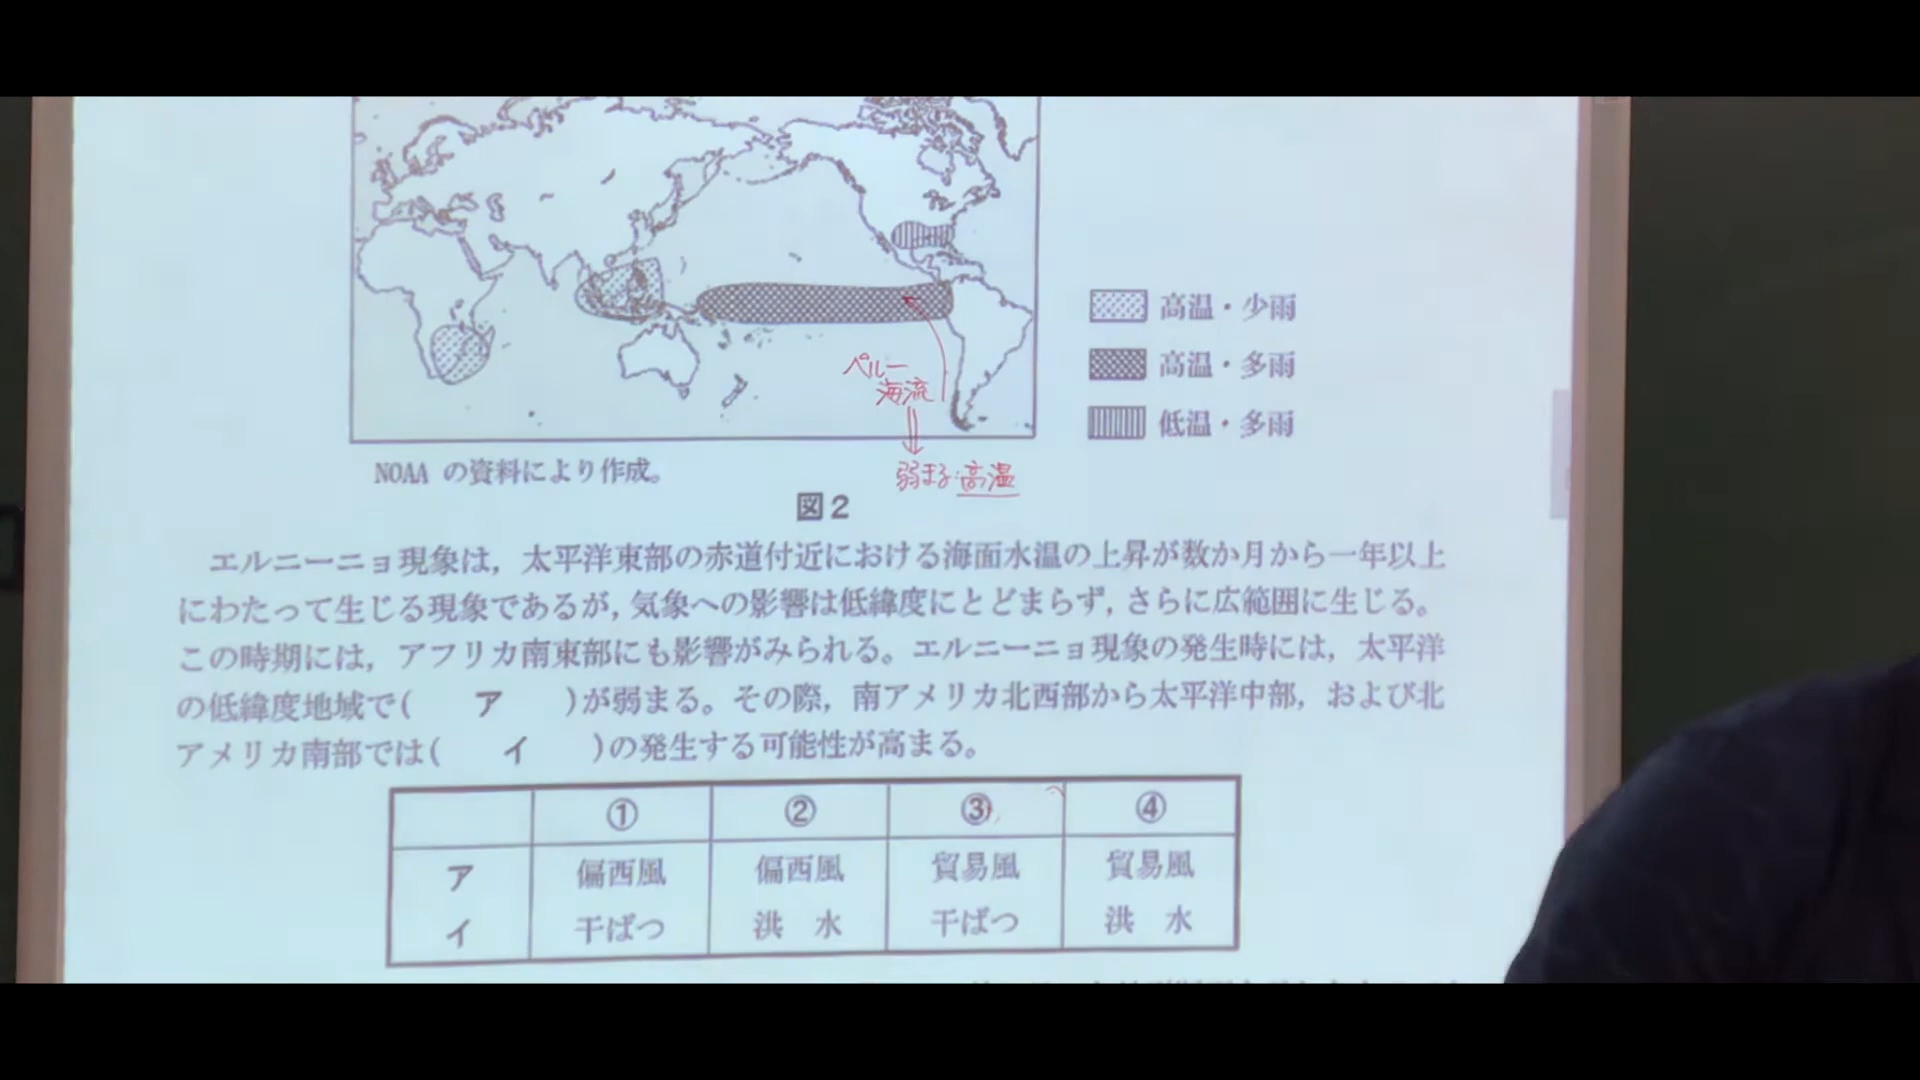 高温・少雨
高温・多雨
低温・多雨
ペルー
海流
弱まる・高温
NOAA の資料により作成。
図2
エルニーニョ現象は，太平洋東部の赤道付近における海面水温の上昇が数か月から一年以上
にわたって生じる現象であるが，気象への影響は低緯度にとどまらず，さらに広範囲に生じる。
この時期には，アフリカ南東部にも影響がみられる。エルニーニョ現象の発生時には，太平洋
の低緯度地域で(　ア　)が弱まる。その際，南アメリカ北西部から太平洋中部，および北
アメリカ南部では(　イ　)の発生する可能性が高まる。
① ② ③ ④
ア 偏西風 偏西風 貿易風 貿易風
イ 干ばつ 洪水 干ばつ 洪水